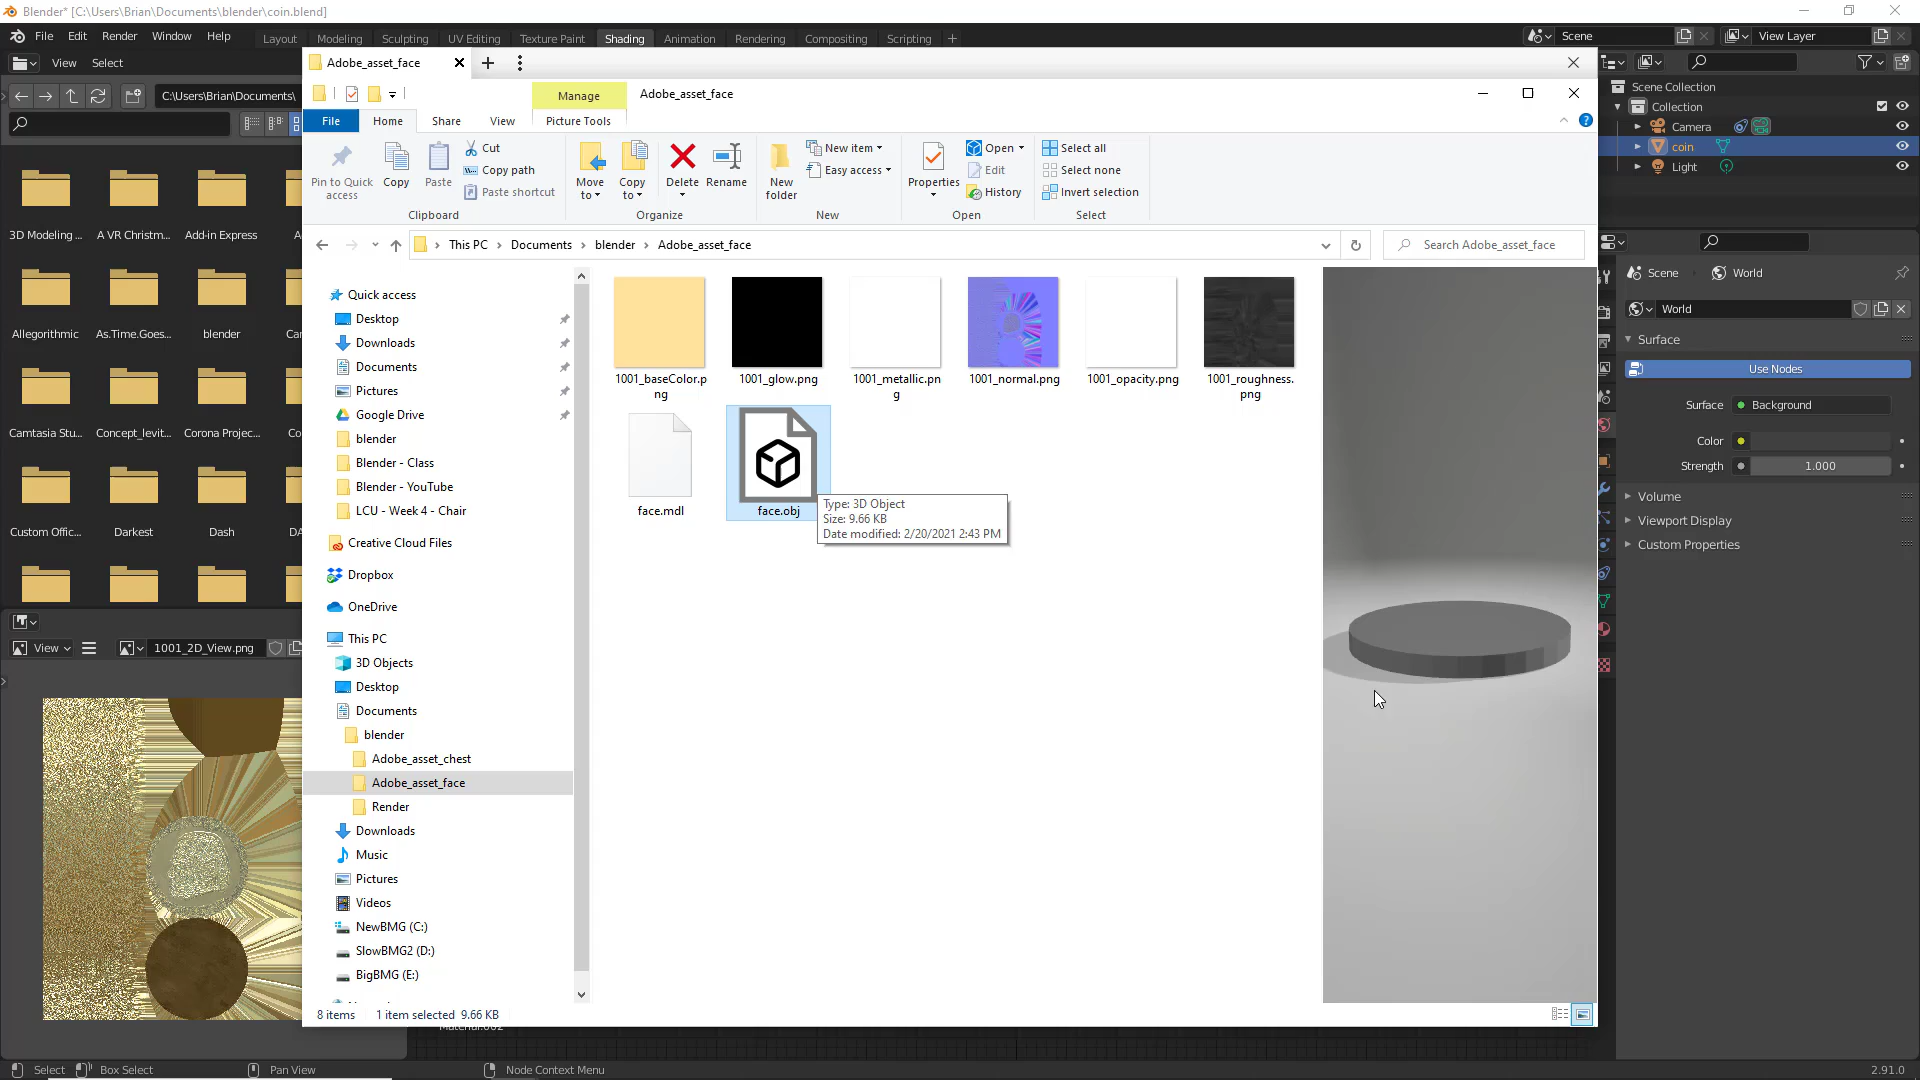 Blender* [C:\Users\Brian\Documents\blender\coin.blend]
File Edit Render Window Help Layout Modeling Sculpting UV Editing Texture Paint Shading Animation Rendering Compositing Scripting + Scene View Layer
View Select
C:\Users\Brian\Documents\
3D Modeling ... A VR Christm... Add-in Express
Allegorithmic As.Time.Goes... blender
Camtasia Stu... Concept_levit... Corona Projec...
Custom Offic... Darkest Dash
View 1001_2D_View.png
Adobe_asset_face
Manage Adobe_asset_face
File Home Share View Picture Tools
Pin to Quick access
Copy
Paste
Cut
Copy path
Paste shortcut
Clipboard
Move to
Copy to
Delete
Rename
Organize
New folder
New item
Easy access
New
Properties
Open
Edit
History
Open
Select all
Select none
Invert selection
Select
This PC > Documents > blender > Adobe_asset_face
Search Adobe_asset_face
Quick access
Desktop
Downloads
Documents
Pictures
Google Drive
blender
Blender - Class
Blender - YouTube
LCU - Week 4 - Chair
Creative Cloud Files
Dropbox
OneDrive
This PC
3D Objects
Desktop
Documents
blender
Adobe_asset_chest
Adobe_asset_face
Render
Downloads
Music
Pictures
Videos
NewBMG (C:)
SlowBMG2 (D:)
BigBMG (E:)
1001_baseColor.p
ng
1001_glow.png
1001_metallic.pn
g
1001_normal.png
1001_opacity.png
1001_roughness.
png
face.mdl
face.obj
Type: 3D Object
Size: 9.66 KB
Date modified: 2/20/2021 2:43 PM
8 items 1 item selected 9.66 KB
Scene Collection
Collection
Camera
coin
Light
Scene > World
World
Surface
Use Nodes
Surface Background
Color
Strength 1.000
Volume
Viewport Display
Custom Properties
Select Box Select Pan View Node Context Menu 2.91.0